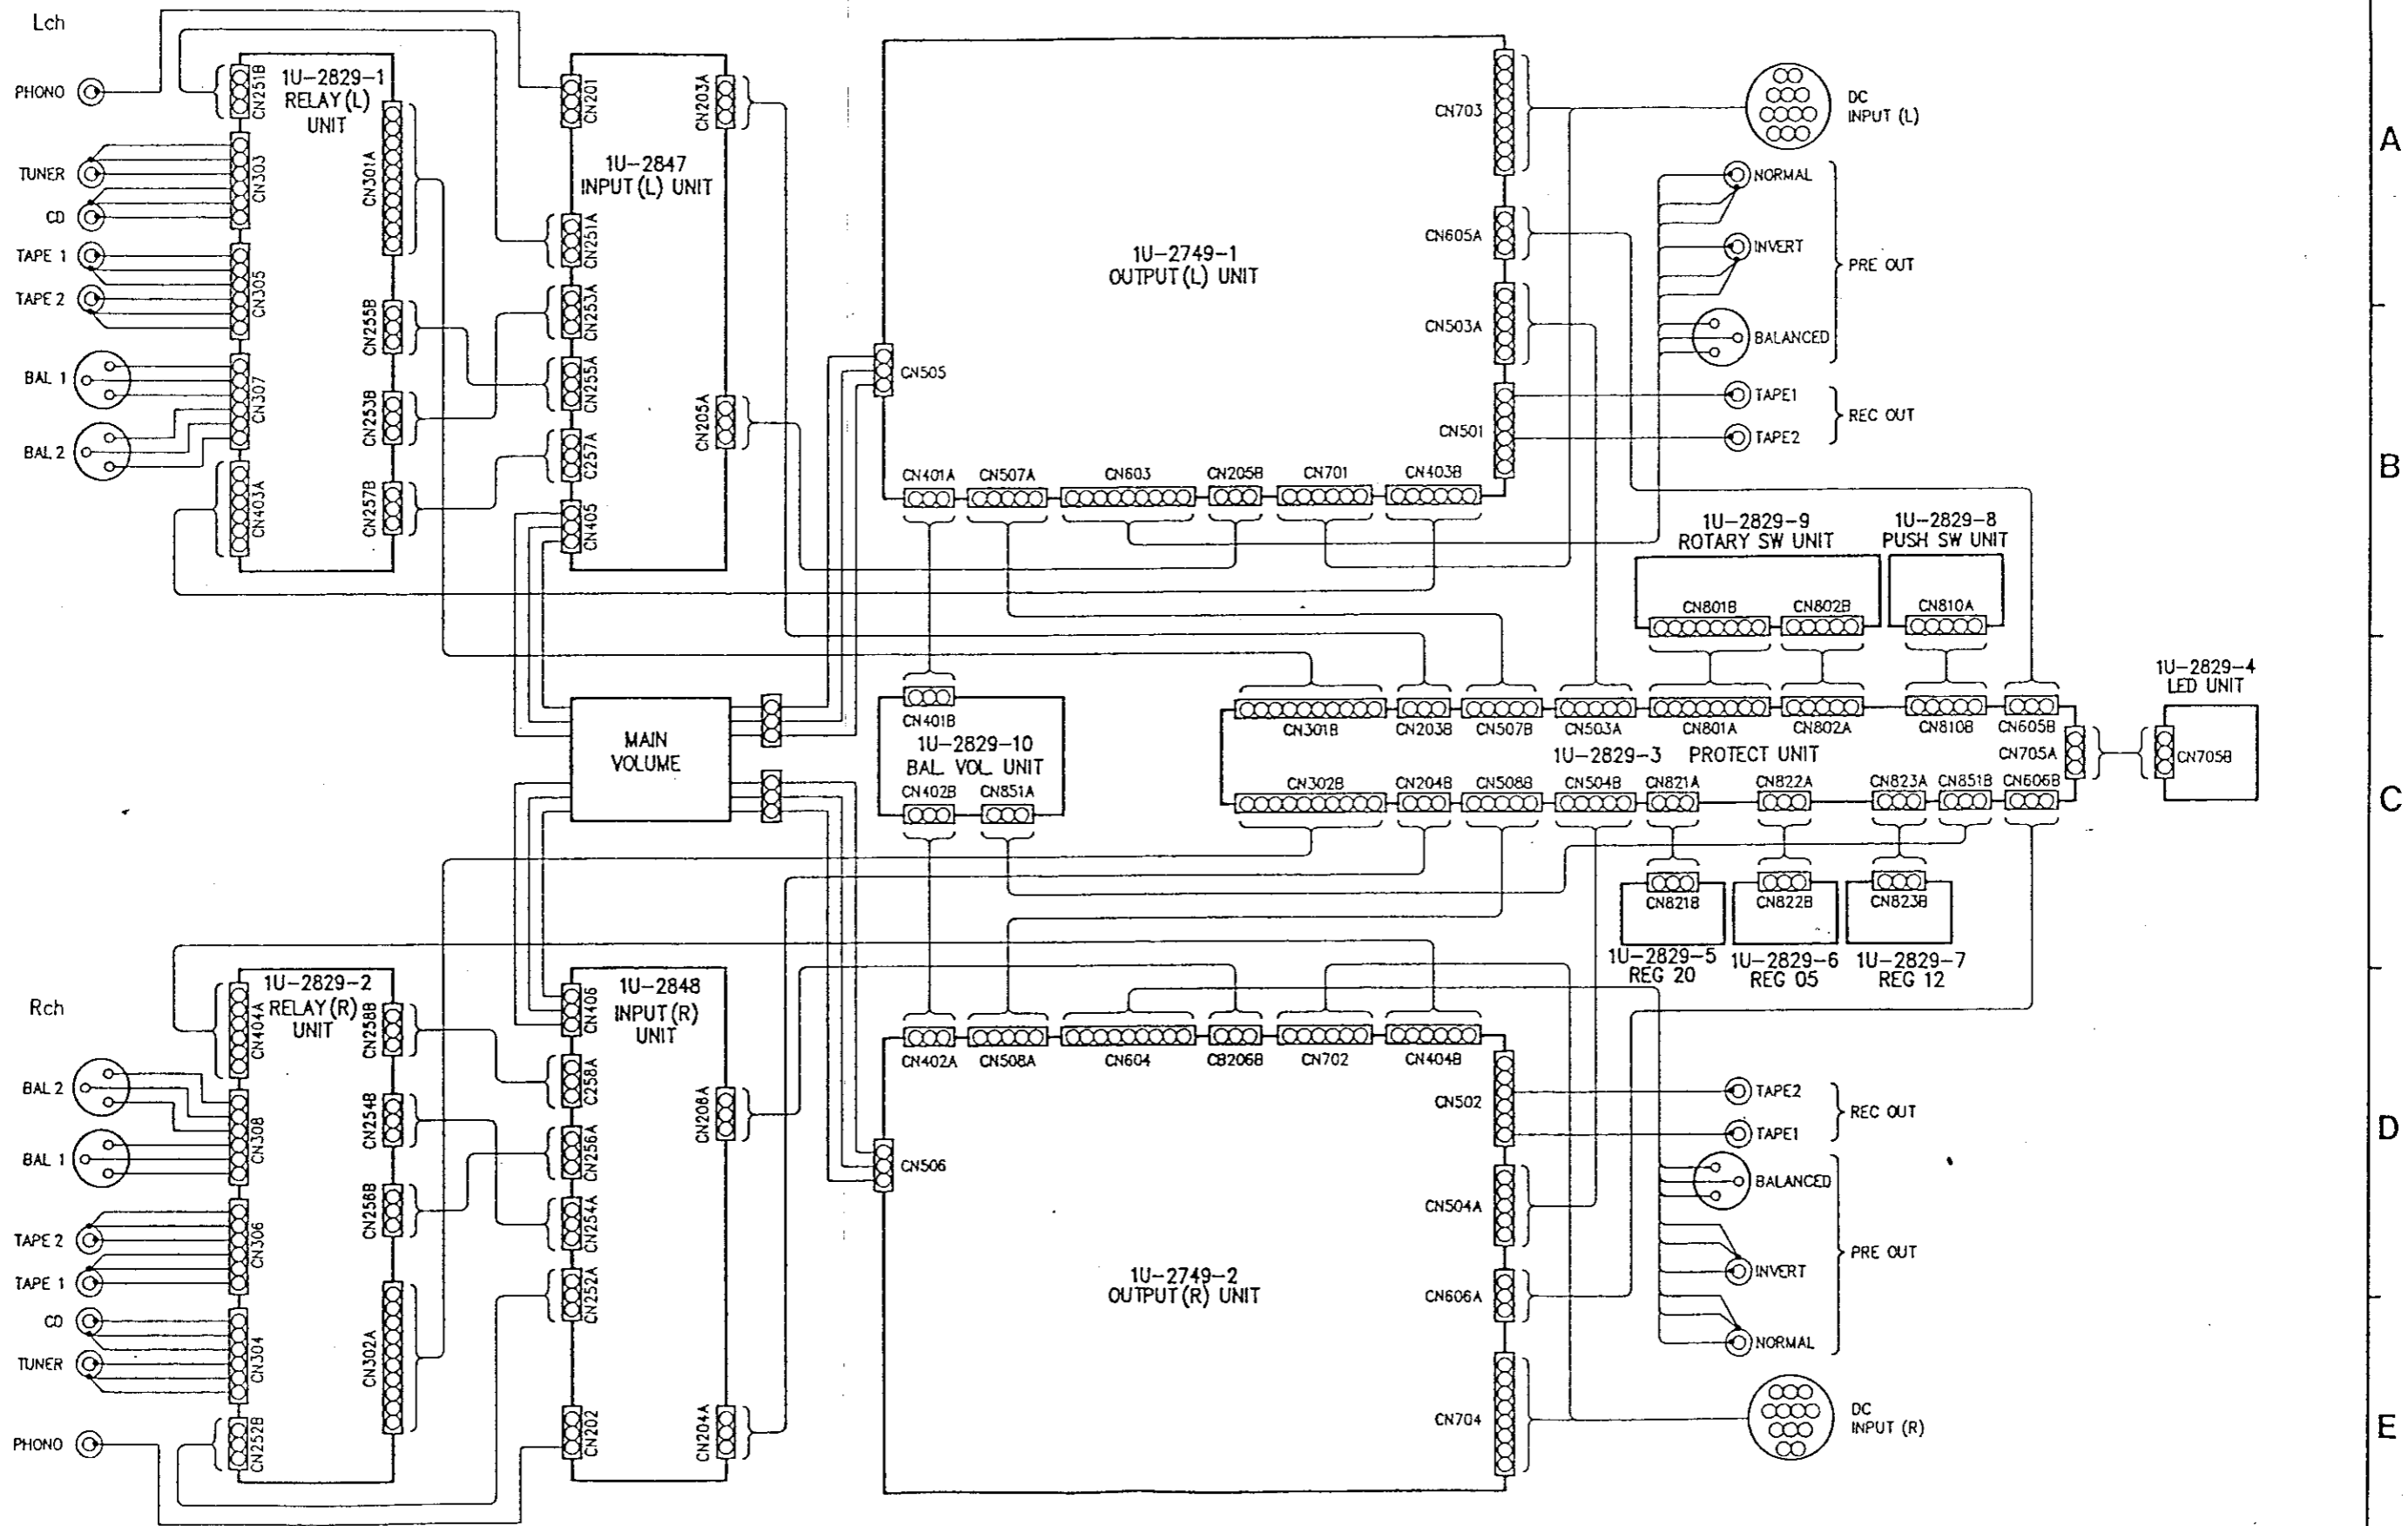 Lch
PHONO
TUNER
CD
TAPE 1
TAPE 2
BAL 1
BAL 2
CN251B
CN303
CN305
CN307
CN403A
1U-2829-1
RELAY(L)
UNIT
CN301A
CN255B
CN253B
CN257B
CN201
CN203A
1U-2847
INPUT(L) UNIT
CN251A
CN253A
CN255A
C257A
CN405
CN205A
1U-2749-1
OUTPUT(L) UNIT
CN505
CN703
CN605A
CN503A
CN501
CN401A
CN507A
CN603
CN205B
CN701
CN403B
DC
INPUT (L)
NORMAL
INVERT
BALANCED
PRE OUT
TAPE1
TAPE2
REC OUT
A
B
1U-2829-9
ROTARY SW UNIT
1U-2829-8
PUSH SW UNIT
CN801B
CN802B
CN810A
1U-2829-4
LED UNIT
MAIN
VOLUME
CN401B
1U-2829-10
BAL VOL UNIT
CN402B
CN851A
CN301B
CN203B
CN507B
CN503A
CN801A
CN802A
CN810B
CN605B
1U-2829-3 PROTECT UNIT
CN705A
CN705B
CN302B
CN204B
CN508B
CN504B
CN821A
CN822A
CN823A
CN851B
CN606B
C
CN821B
CN822B
CN823B
1U-2829-5
REG 20
1U-2829-6
REG 05
1U-2829-7
REG 12
Rch
BAL 2
BAL 1
TAPE 2
TAPE 1
CD
TUNER
PHONO
CN404A
CN308
CN306
CN304
CN252B
1U-2829-2
RELAY(R)
UNIT
CN258B
CN254B
CN256B
CN302A
1U-2848
INPUT(R)
UNIT
CN406
C258A
CN256A
CN254A
CN252A
CN202
CN208A
CN204A
CN402A
CN508A
CN604
CB206B
CN702
CN404B
CN506
1U-2749-2
OUTPUT(R) UNIT
CN502
CN504A
CN606A
CN704
TAPE2
TAPE1
REC OUT
BALANCED
INVERT
NORMAL
PRE OUT
DC
INPUT (R)
D
E